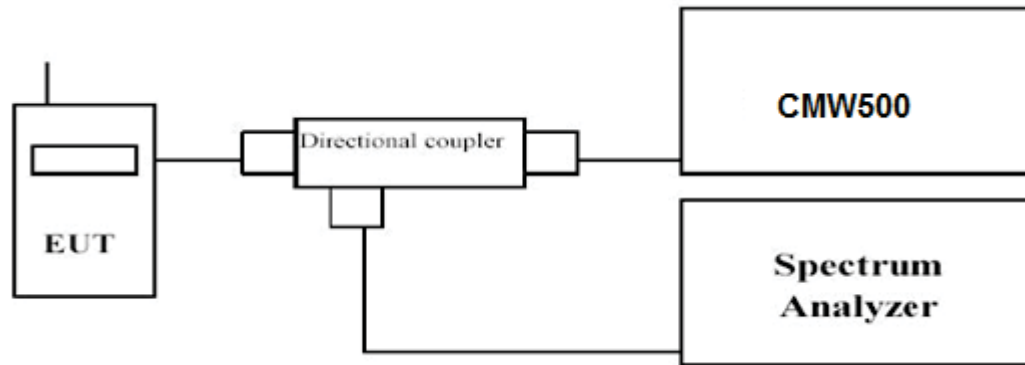 Directional coupler
CMW500
EUT
Spectrum
Analyzer